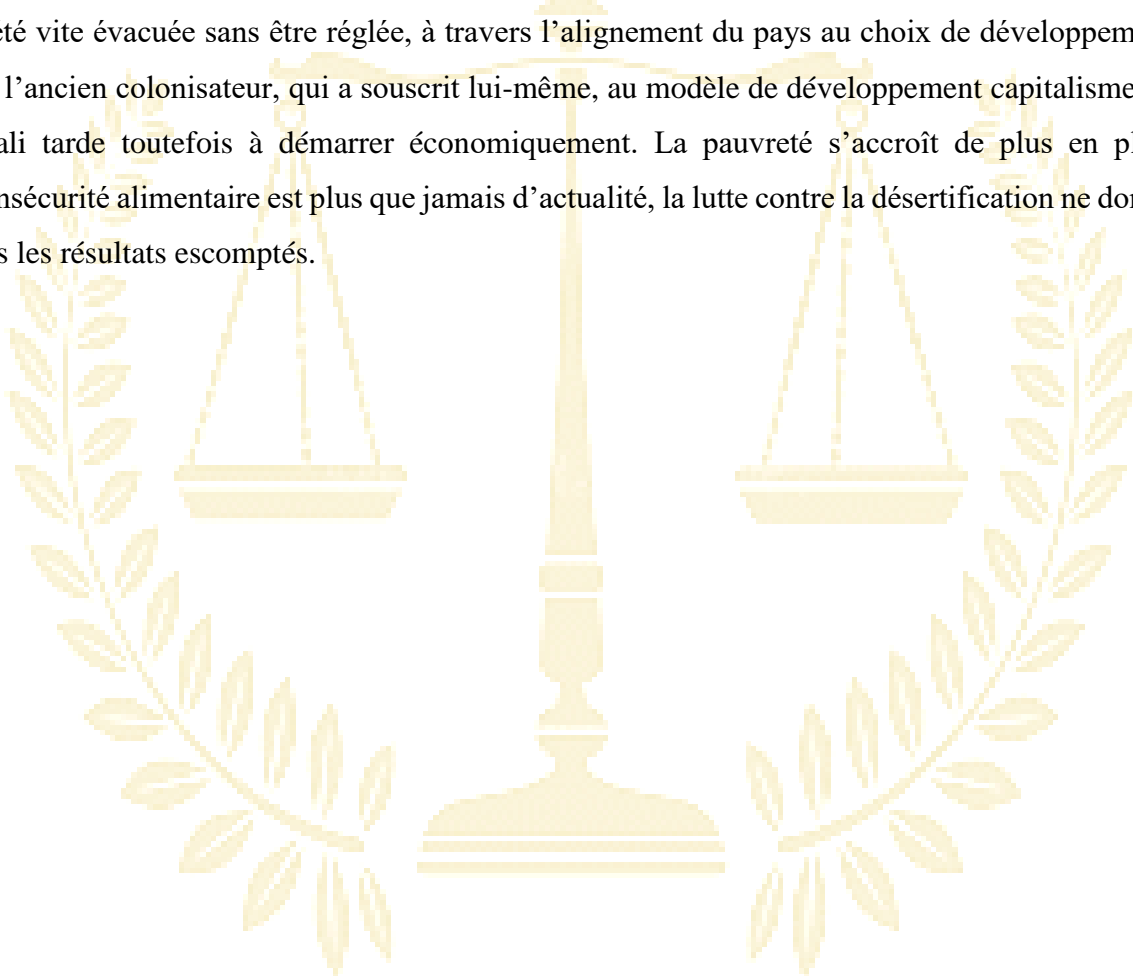 été vite évacuée sans être réglée, à travers l’alignement du pays au choix de développem
l’ancien colonisateur, qui a souscrit lui-même, au modèle de développement capitalisme
ali tarde toutefois à démarrer économiquement. La pauvreté s’accroît de plus en pl
nsécurité alimentaire est plus que jamais d’actualité, la lutte contre la désertification ne don
s les résultats escomptés.